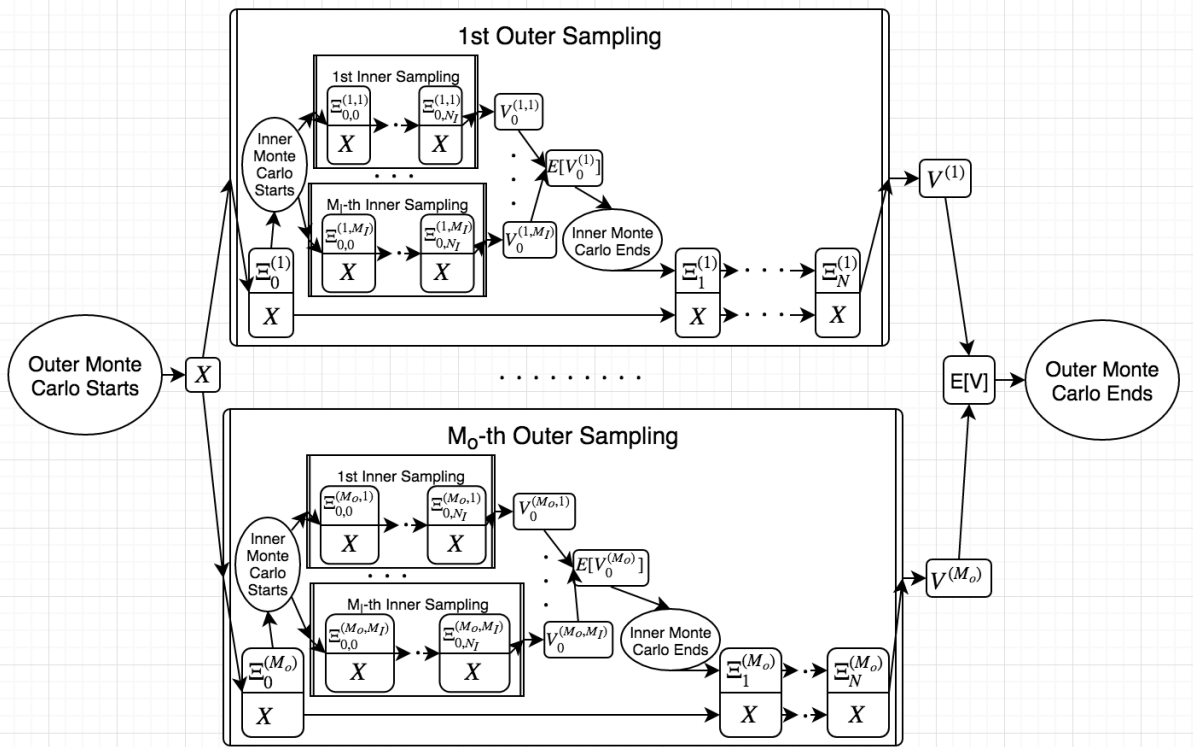 1st Outer Sampling
1st Inner Sampling
Ξ_{0,0}^{(1,1)}
X
Ξ_{0,N_I}^{(1,1)}
X
V_0^{(1,1)}
Inner
Monte
Carlo
Starts
. . .
M_I-th Inner Sampling
Ξ_{0,0}^{(1,M_I)}
X
Ξ_{0,N_I}^{(1,M_I)}
X
V_0^{(1,M_I)}
E[V_0^{(1)}]
Inner Monte
Carlo Ends
Ξ_0^{(1)}
X
Ξ_1^{(1)}
X
Ξ_N^{(1)}
X
V^{(1)}
Outer Monte
Carlo Starts
X
. . . . . . . . .
E[V]
Outer Monte
Carlo Ends
M_o-th Outer Sampling
1st Inner Sampling
Ξ_{0,0}^{(M_o,1)}
X
Ξ_{0,N_I}^{(M_o,1)}
X
V_0^{(M_o,1)}
Inner
Monte
Carlo
Starts
. . .
M_I-th Inner Sampling
Ξ_{0,0}^{(M_o,M_I)}
X
Ξ_{0,N_I}^{(M_o,M_I)}
X
V_0^{(M_o,M_I)}
E[V_0^{(M_o)}]
Inner Monte
Carlo Ends
Ξ_0^{(M_o)}
X
Ξ_1^{(M_o)}
X
Ξ_N^{(M_o)}
X
V^{(M_o)}